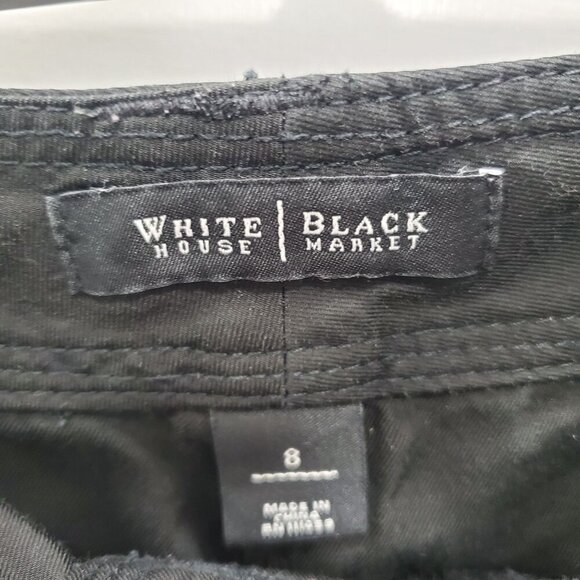 WHITE | BLACK
HOUSE | MARKET
8
MADE IN
CHINA